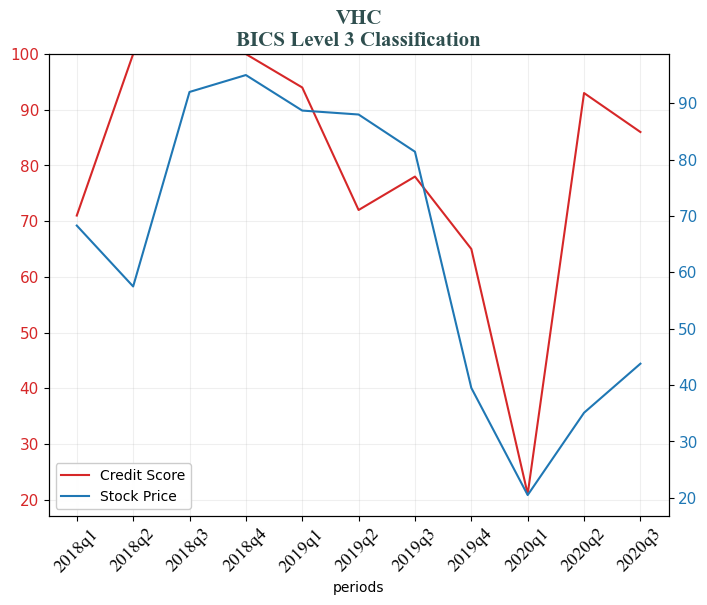 VHC
BICS Level 3 Classification
100
90
80
70
60
50
40
30
20
90
80
70
60
50
40
30
20
Credit Score
Stock Price
2018q1
2018q2
2018q3
2018q4
2019q1
2019q2
2019q3
2019q4
2020q1
2020q2
2020q3
periods